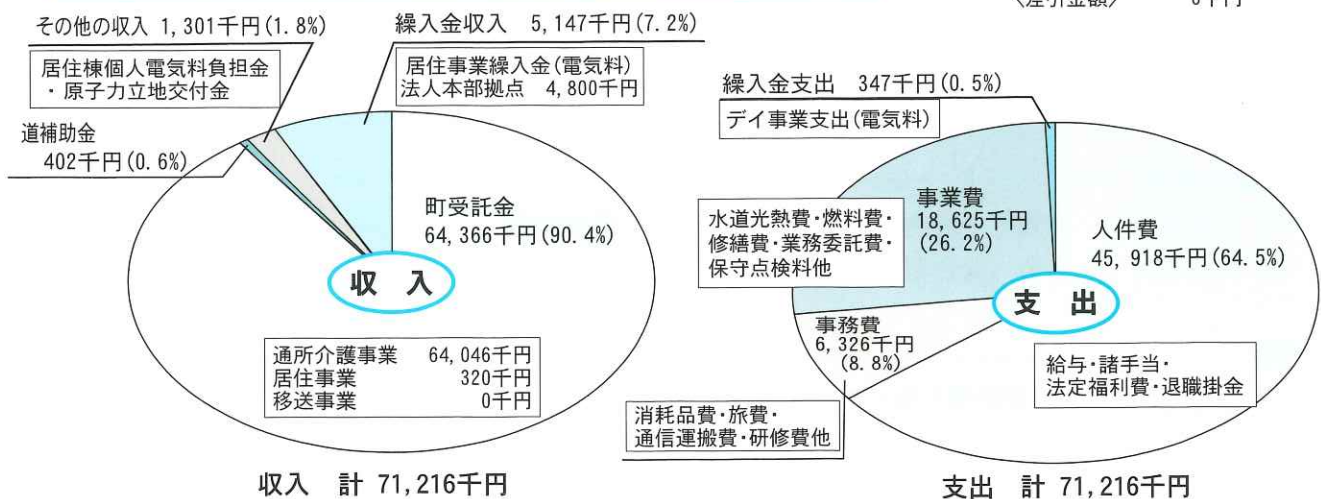 〈差引金額〉 0千円
その他の収入 1,301千円(1.8%)
繰入金収入 5,147千円(7.2%)
居住棟個人電気料負担金
・原子力立地交付金
居住事業繰入金(電気料)
法人本部拠点 4,800千円
道補助金
402千円(0.6%)
町受託金
64,366千円(90.4%)
収 入
通所介護事業 64,046千円
居住事業 320千円
移送事業 0千円
収入 計 71,216千円
繰入金支出 347千円(0.5%)
デイ事業支出(電気料)
事業費
18,625千円
(26.2%)
水道光熱費・燃料費・
修繕費・業務委託費・
保守点検料他
人件費
45,918千円(64.5%)
支 出
事務費
6,326千円
(8.8%)
給与・諸手当・
法定福利費・退職掛金
消耗品費・旅費・
通信運搬費・研修費他
支出 計 71,216千円